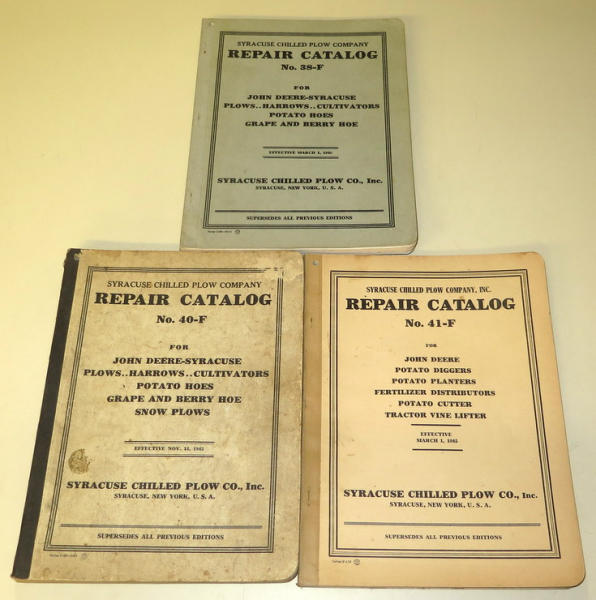 SYRACUSE CHILLED PLOW COMPANY
REPAIR CATALOG
No. 38-F
FOR
JOHN DEERE-SYRACUSE
PLOWS..HARROWS..CULTIVATORS
POTATO HOES
GRAPE AND BERRY HOE
EFFECTIVE MARCH 1,
SYRACUSE CHILLED PLOW CO., Inc.
SYRACUSE, NEW YORK, U. S. A.
SUPERSEDES ALL PREVIOUS EDITIONS
SYRACUSE CHILLED PLOW COMPANY
REPAIR CATALOG
No. 40-F
FOR
JOHN DEERE-SYRACUSE
PLOWS..HARROWS..CULTIVATORS
POTATO HOES
GRAPE AND BERRY HOE
SNOW PLOWS
EFFECTIVE NOV.
SYRACUSE CHILLED PLOW CO., Inc.
SYRACUSE, NEW YORK, U. S. A.
SUPERSEDES ALL PREVIOUS EDITIONS
SYRACUSE CHILLED PLOW COMPANY, INC.
REPAIR CATALOG
No. 41-F
FOR
JOHN DEERE
POTATO DIGGERS
POTATO PLANTERS
FERTILIZER DISTRIBUTORS
POTATO CUTTER
TRACTOR VINE LIFTER
EFFECTIVE
MARCH 1,
SYRACUSE CHILLED PLOW CO., Inc.
SYRACUSE, NEW YORK, U. S. A.
SUPERSEDES ALL PREVIOUS EDITIONS